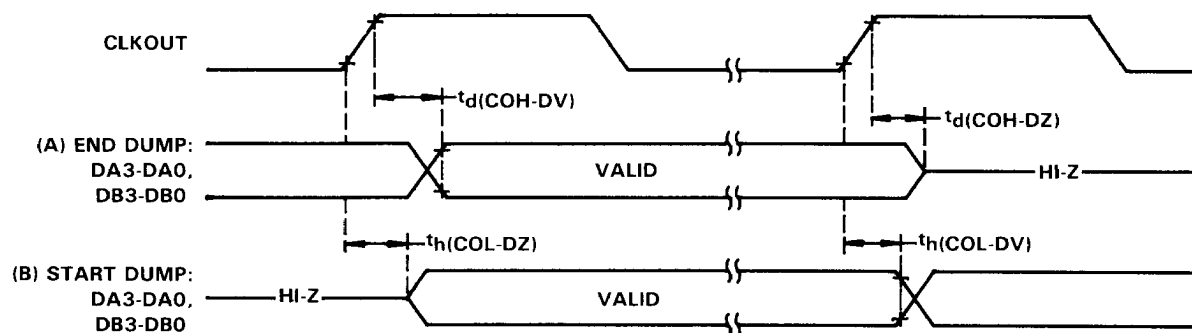 CLKOUT
td(COH-DV)
td(COH-DZ)
(A) END DUMP:
DA3-DA0,
DB3-DB0
VALID
HI-Z
th(COL-DZ)
th(COL-DV)
(B) START DUMP:
DA3-DA0,
DB3-DB0
HI-Z
VALID